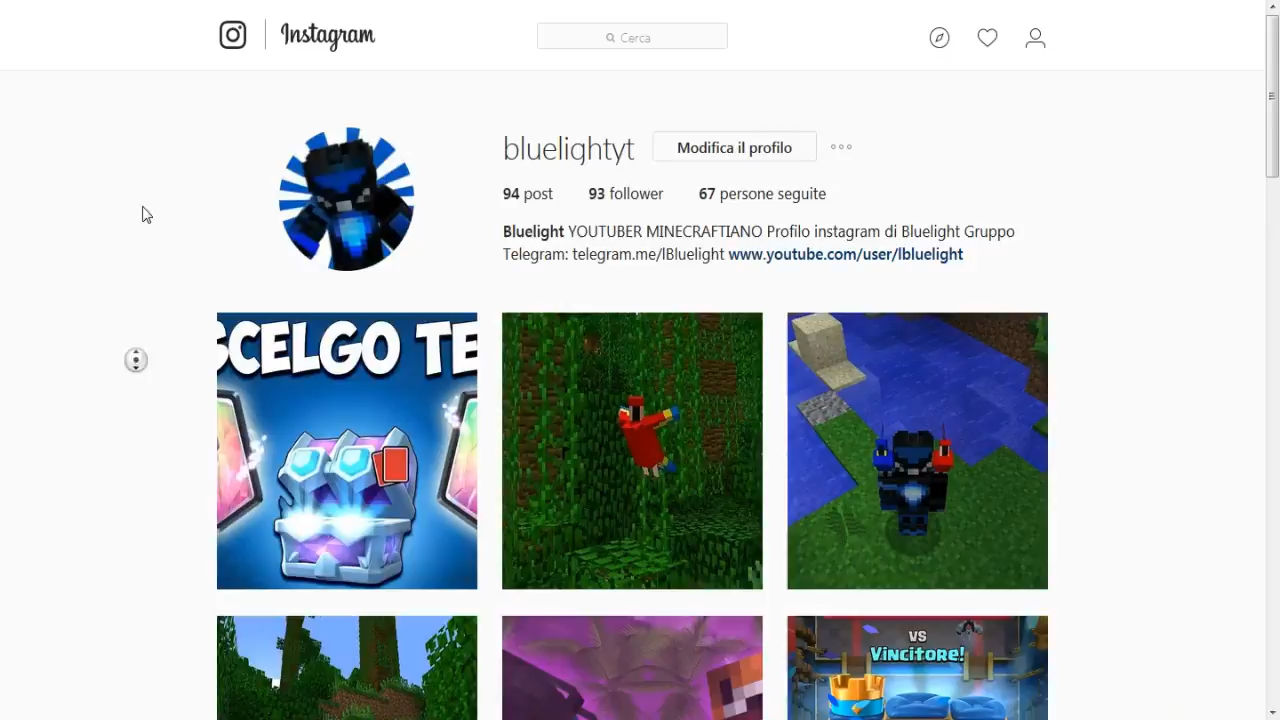 Instagram
Cerca
bluelightyt Modifica il profilo
94 post 93 follower 67 persone seguite
Bluelight YOUTUBER MINECRAFTIANO Profilo instagram di Bluelight Gruppo
Telegram: telegram.me/lBluelight www.youtube.com/user/lbluelight
SCELGO TE
VS
VINCITORE!